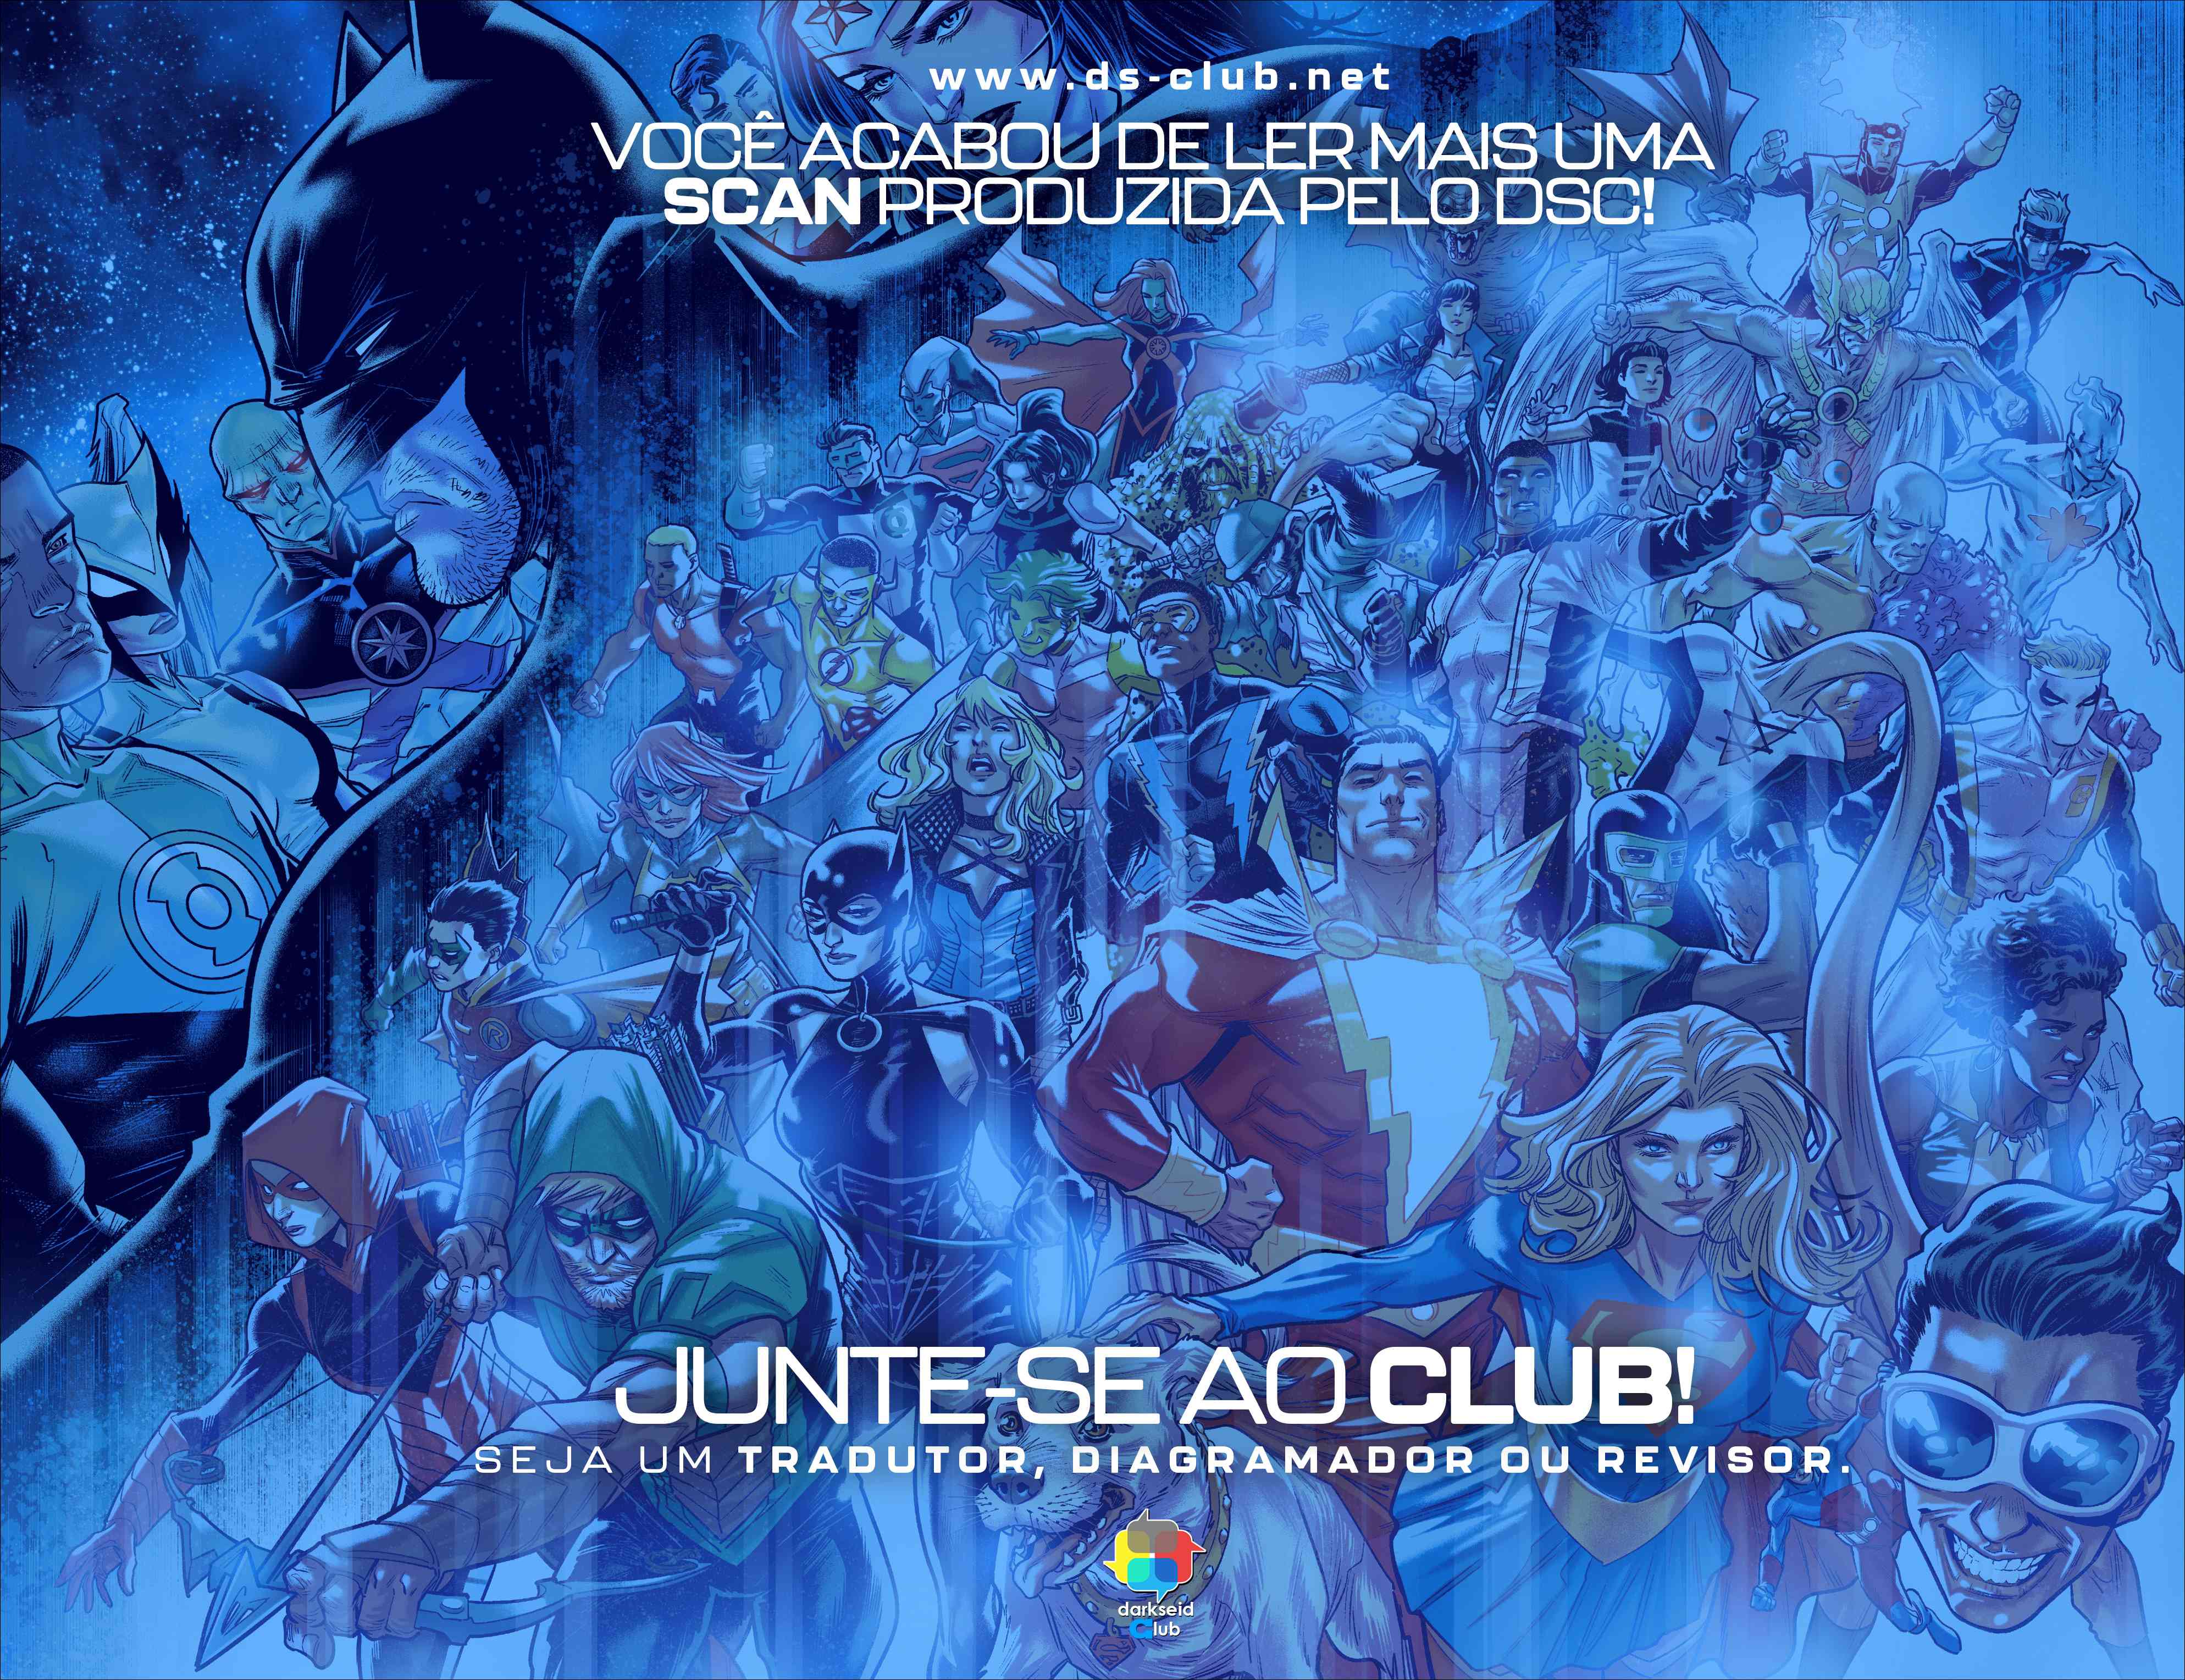 www.ds-club.net
VOCÊ ACABOU DE LER MAIS UMA
SCAN PRODUZIDA PELO DSC!
R
JUNTE-SE AO CLUB!
SEJA UM TRADUTOR, DIAGRAMADOR OU REVISOR.
darkseid
Club